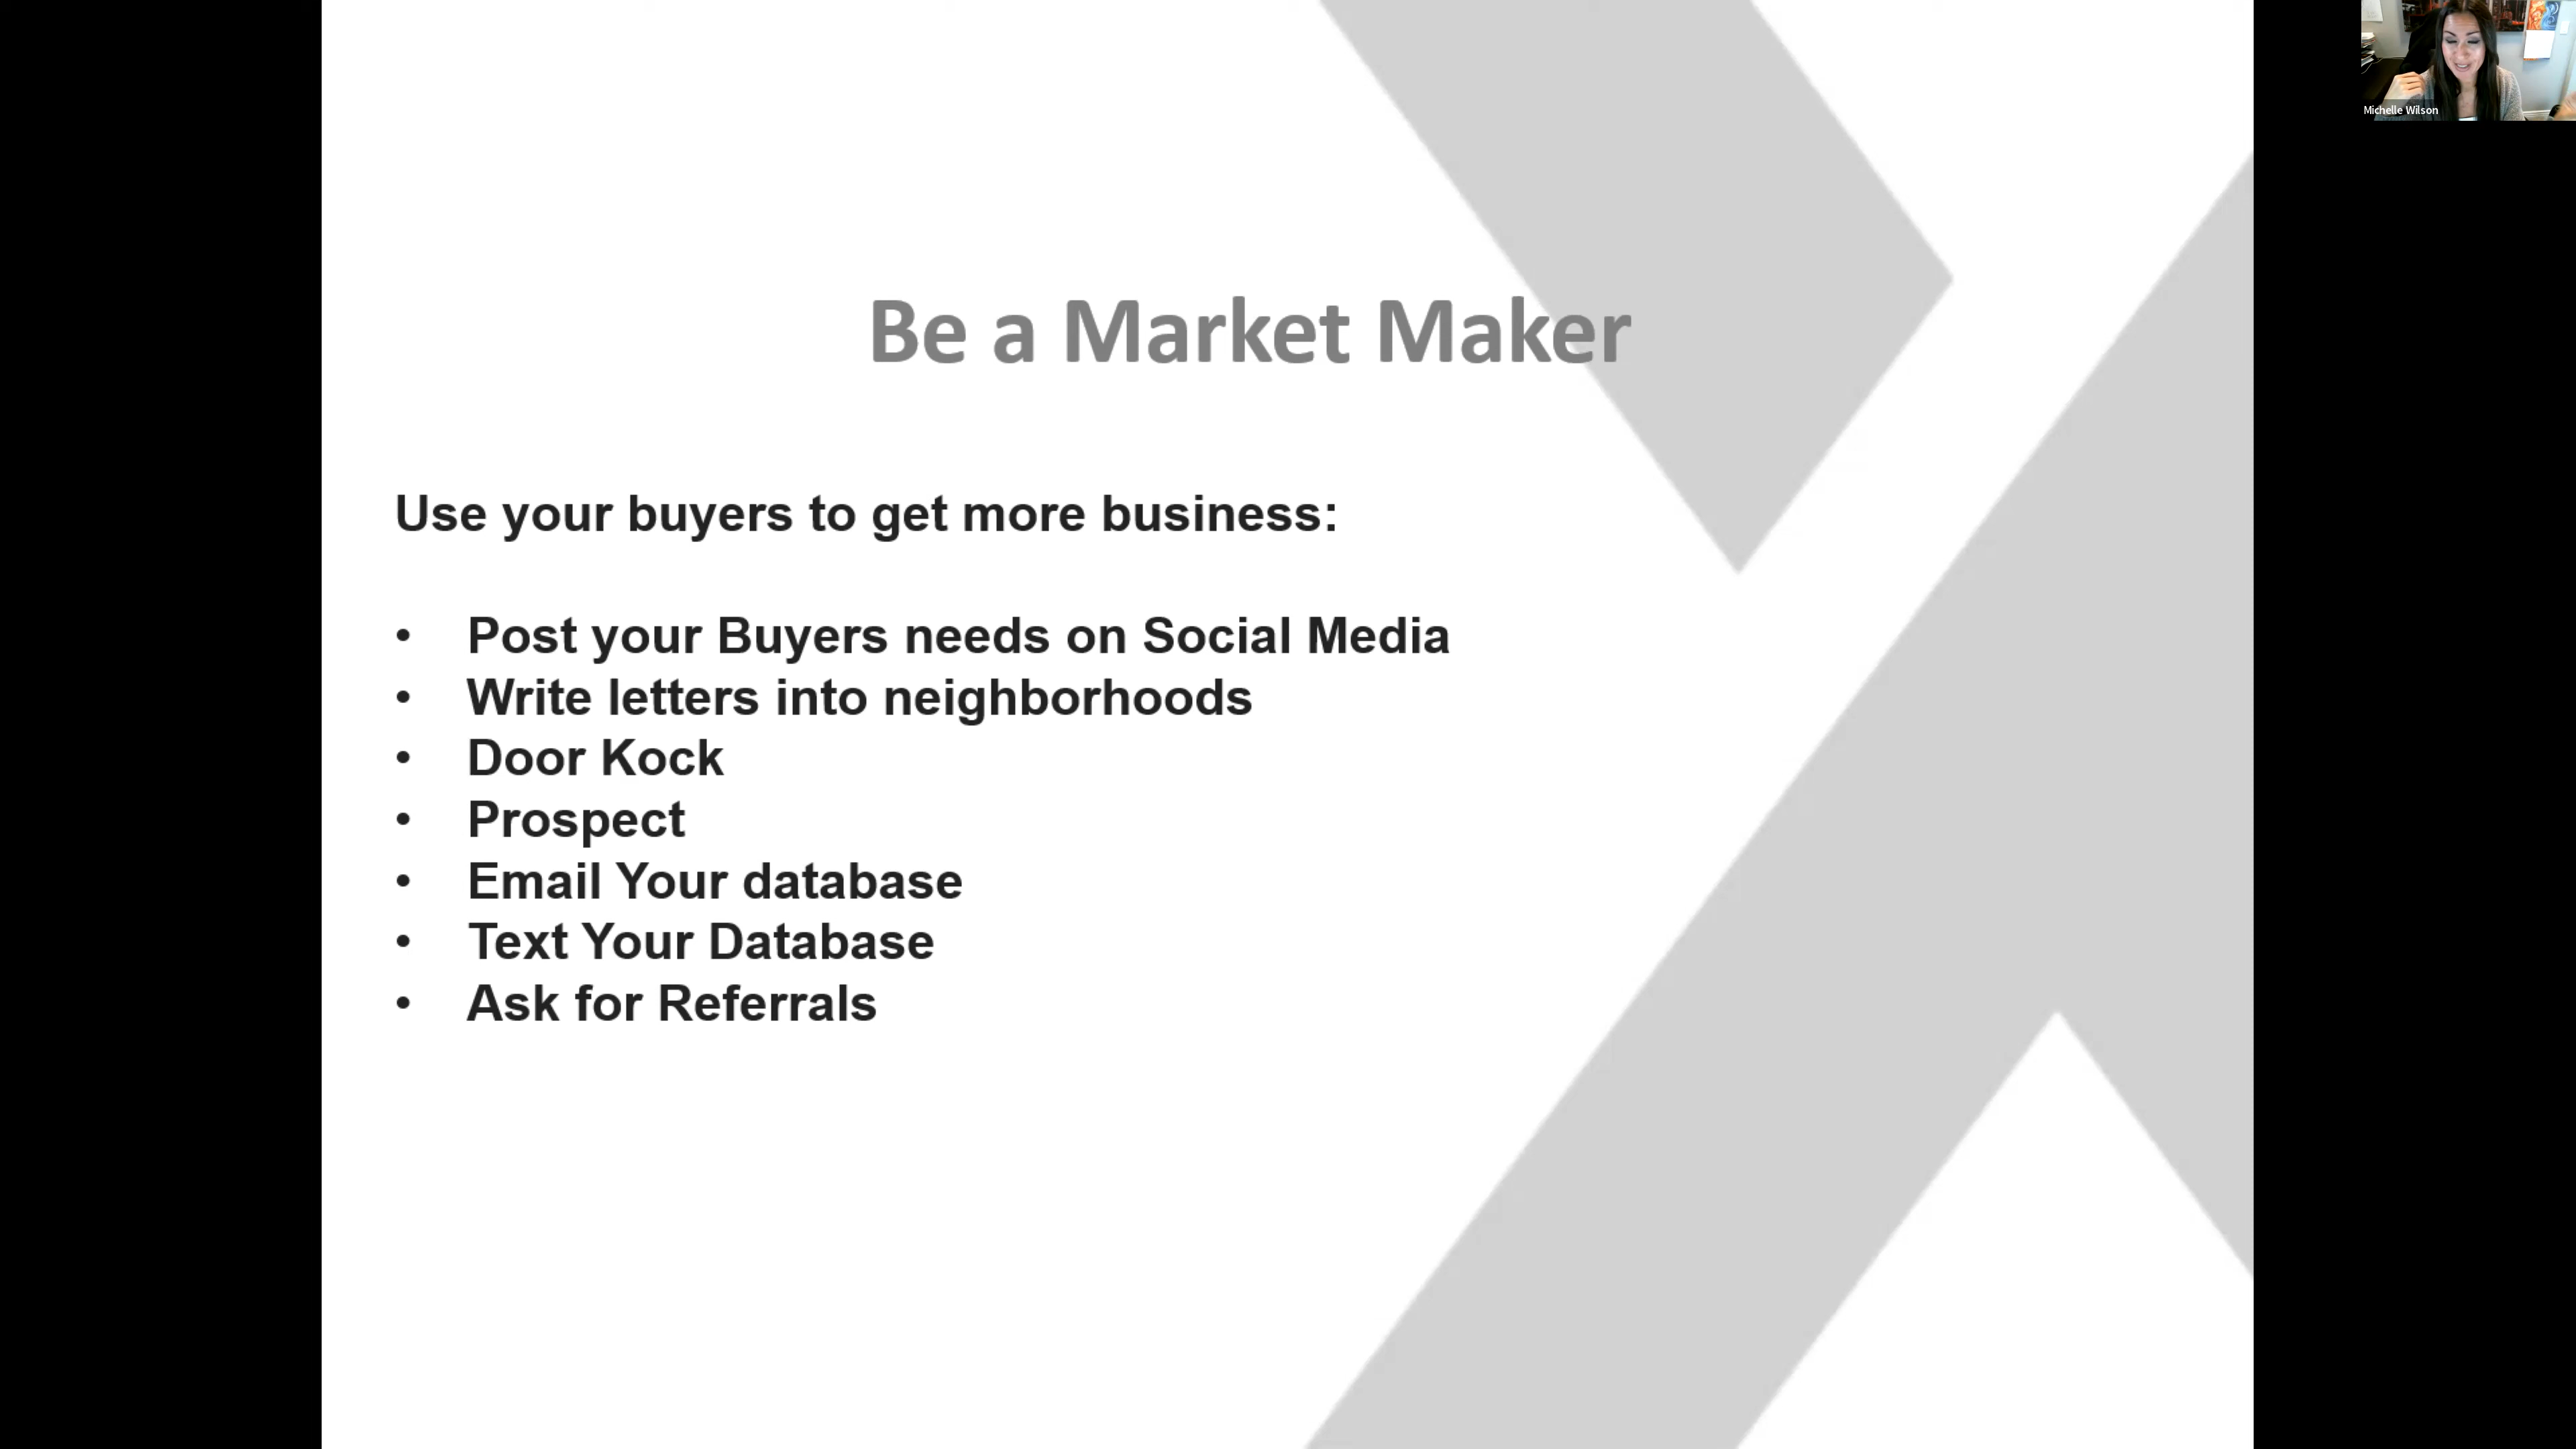 Michelle Wilson
Be a Market Maker
Use your buyers to get more business:
• Post your Buyers needs on Social Media
• Write letters into neighborhoods
• Door Kock
• Prospect
• Email Your database
• Text Your Database
• Ask for Referrals